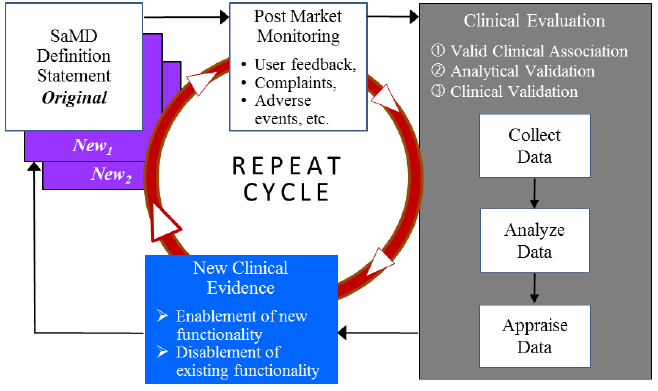 SaMD
Definition
Statement
Original
New1
New2
Post Market
Monitoring
• User feedback,
• Complaints,
• Adverse
events, etc.
Clinical Evaluation
① Valid Clinical Association
② Analytical Validation
③ Clinical Validation
Collect
Data
Analyze
Data
Appraise
Data
REPEAT
CYCLE
New Clinical
Evidence
➢ Enablement of new
functionality
➢ Disablement of
existing functionality